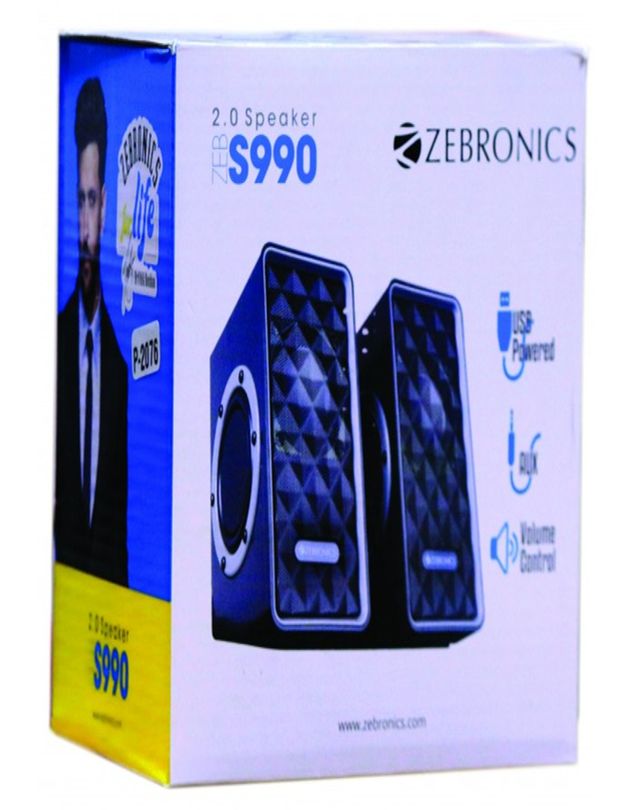 2.0 Speaker
ZEB
S990
ZEBRONICS
USB
Powered
AUX
Volume
Control
ZEBRONICS
ZEBRONICS
www.zebronics.com
ZEBRONICS
for
life
P-2076
2.0 Speaker
S990